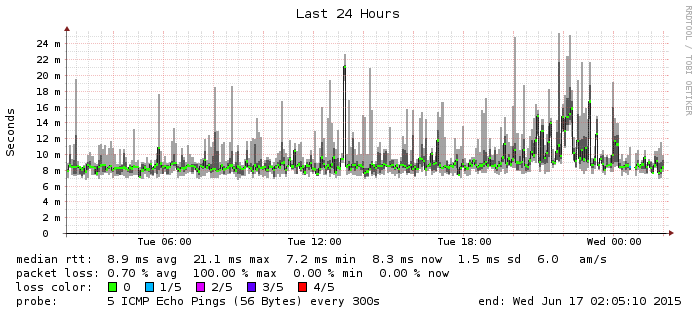 Last 24 Hours
RRDTOOL / TOBI OETIKER
Seconds
24 m
22 m
20 m
18 m
16 m
14 m
12 m
10 m
8 m
6 m
4 m
2 m
0
Tue 06:00 Tue 12:00 Tue 18:00 Wed 00:00
median rtt: 8.9 ms avg 21.1 ms max 7.2 ms min 8.3 ms now 1.5 ms sd 6.0 am/s
packet loss: 0.70 % avg 100.00 % max 0.00 % min 0.00 % now
loss color: 0 1/5 2/5 3/5 4/5
probe: 5 ICMP Echo Pings (56 Bytes) every 300s end: Wed Jun 17 02:05:10 2015